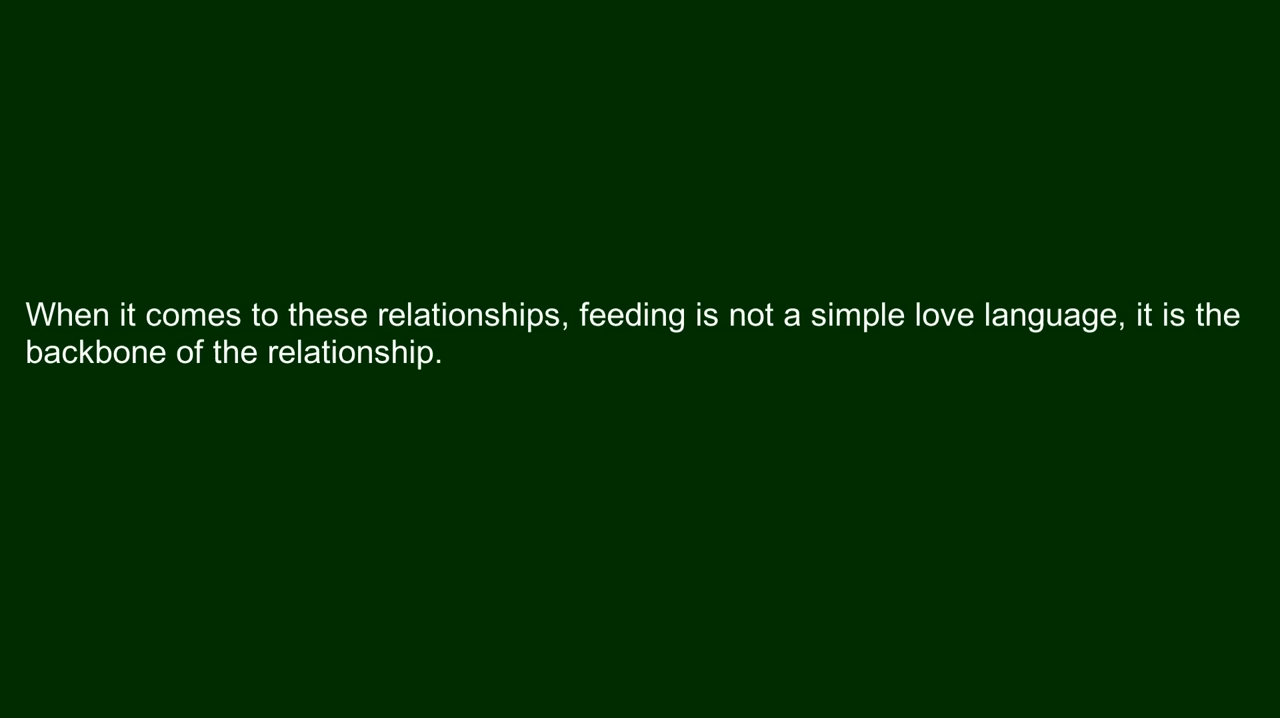 When it comes to these relationships, feeding is not a simple love language, it is the
backbone of the relationship.